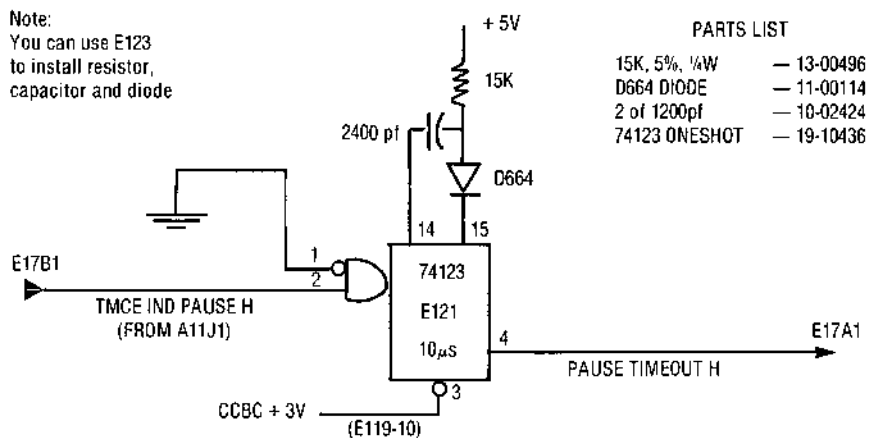 Note:
You can use E123
to install resistor,
capacitor and diode
+ 5V
15K
2400 pf
D664
PARTS LIST
15K, 5%, ¼W — 13-00496
D664 DIODE — 11-00114
2 of 1200pf — 10-02424
74123 ONESHOT — 19-10436
14 15
1
2
E17B1
TMCE IND PAUSE H
(FROM A11J1)
74123
E121
10µs
4
E17A1
PAUSE TIMEOUT H
3
CCBC + 3V
(E119-10)